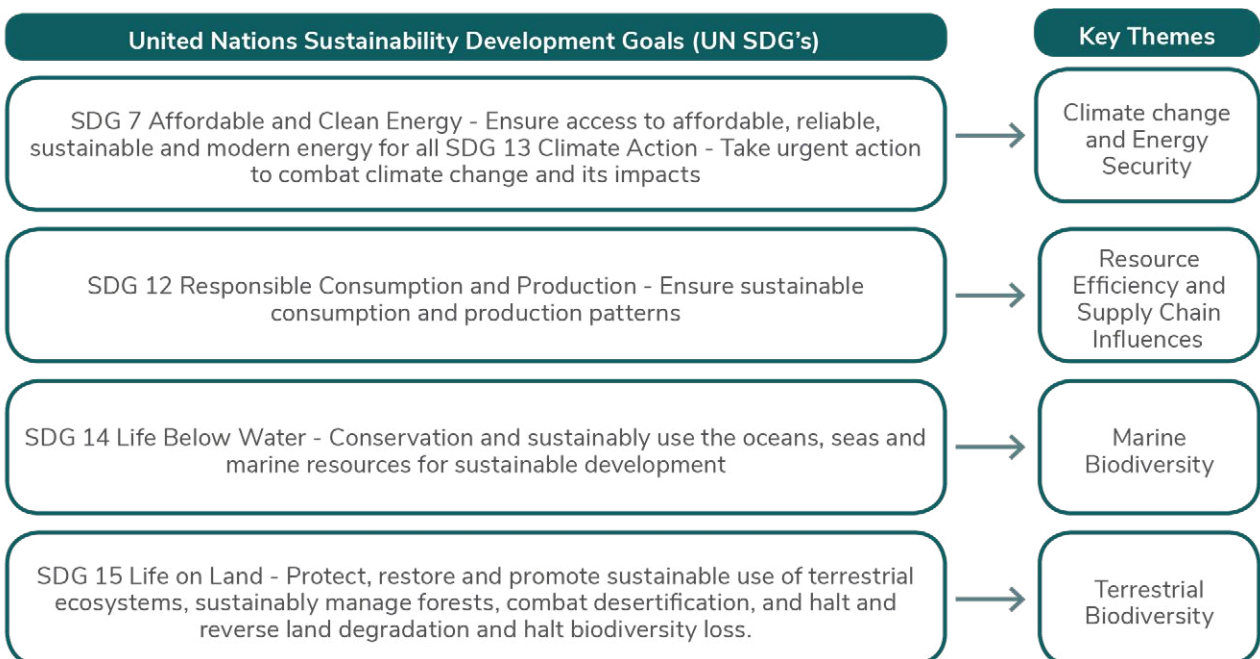 United Nations Sustainability Development Goals (UN SDG's)
Key Themes
SDG 7 Affordable and Clean Energy - Ensure access to affordable, reliable,
sustainable and modern energy for all SDG 13 Climate Action - Take urgent action
to combat climate change and its impacts
Climate change
and Energy
Security
SDG 12 Responsible Consumption and Production - Ensure sustainable
consumption and production patterns
Resource
Efficiency and
Supply Chain
Influences
SDG 14 Life Below Water - Conservation and sustainably use the oceans, seas and
marine resources for sustainable development
Marine
Biodiversity
SDG 15 Life on Land - Protect, restore and promote sustainable use of terrestrial
ecosystems, sustainably manage forests, combat desertification, and halt and
reverse land degradation and halt biodiversity loss.
Terrestrial
Biodiversity